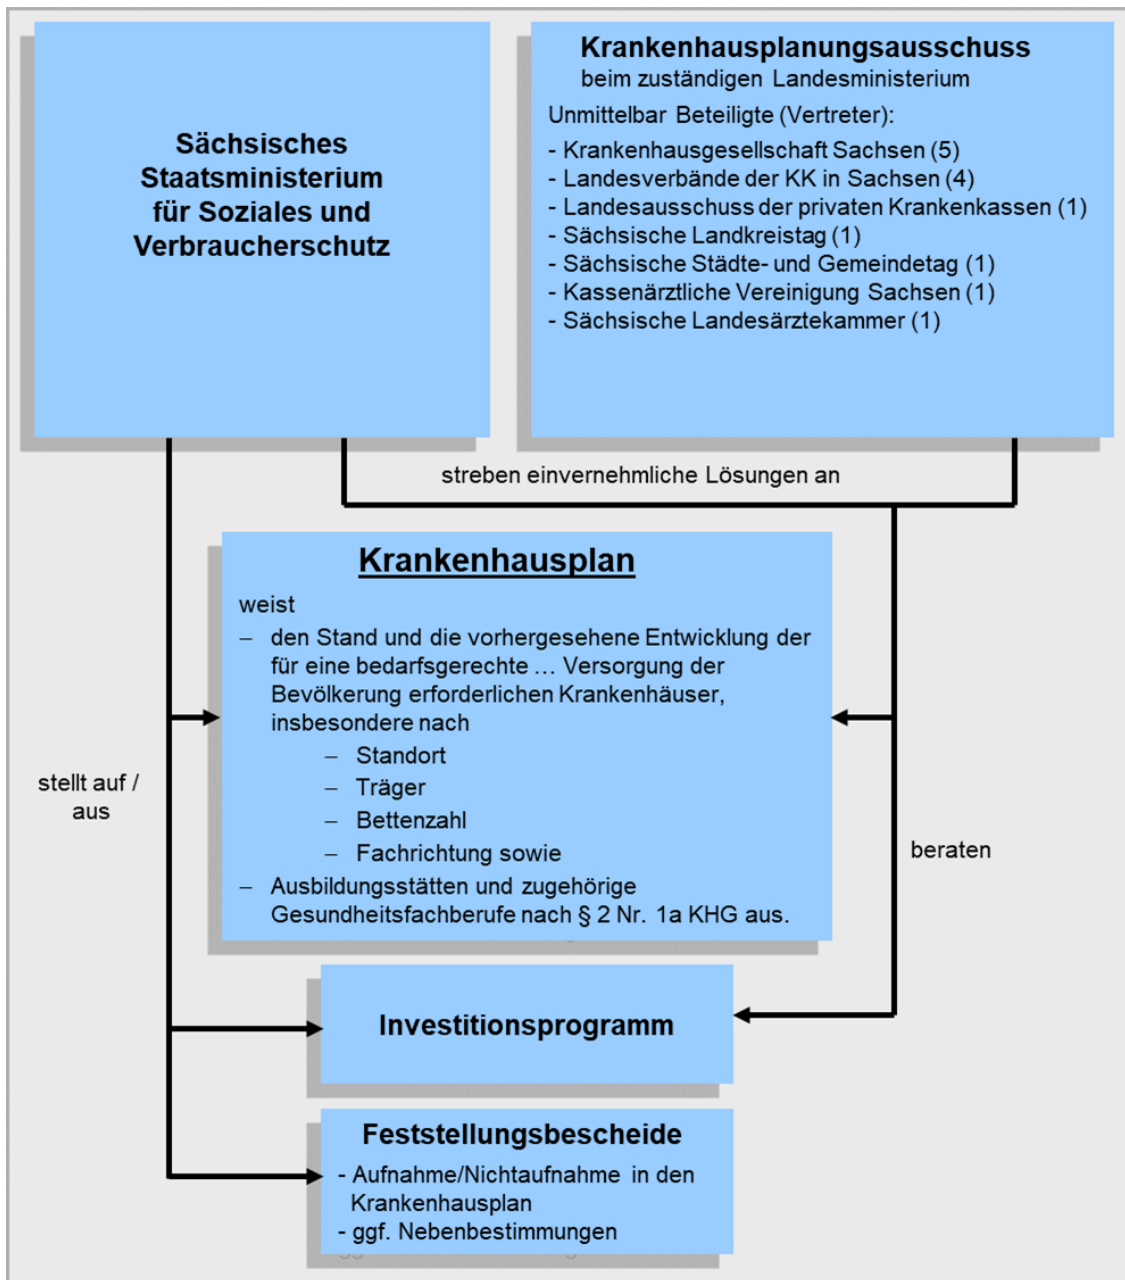 Sächsisches
Staatsministerium
für Soziales und
Verbraucherschutz
Krankenhausplanungsausschuss
beim zuständigen Landesministerium
Unmittelbar Beteiligte (Vertreter):
- Krankenhausgesellschaft Sachsen (5)
- Landesverbände der KK in Sachsen (4)
- Landesausschuss der privaten Krankenkassen (1)
- Sächsische Landkreistag (1)
- Sächsische Städte- und Gemeindetag (1)
- Kassenärztliche Vereinigung Sachsen (1)
- Sächsische Landesärztekammer (1)
streben einvernehmliche Lösungen an
Krankenhausplan
weist
– den Stand und die vorhergesehene Entwicklung der
für eine bedarfsgerechte … Versorgung der
Bevölkerung erforderlichen Krankenhäuser,
insbesondere nach
– Standort
– Träger
– Bettenzahl
– Fachrichtung sowie
– Ausbildungsstätten und zugehörige
Gesundheitsfachberufe nach § 2 Nr. 1a KHG aus.
stellt auf /
aus
beraten
Investitionsprogramm
Feststellungsbescheide
- Aufnahme/Nichtaufnahme in den
Krankenhausplan
- ggf. Nebenbestimmungen